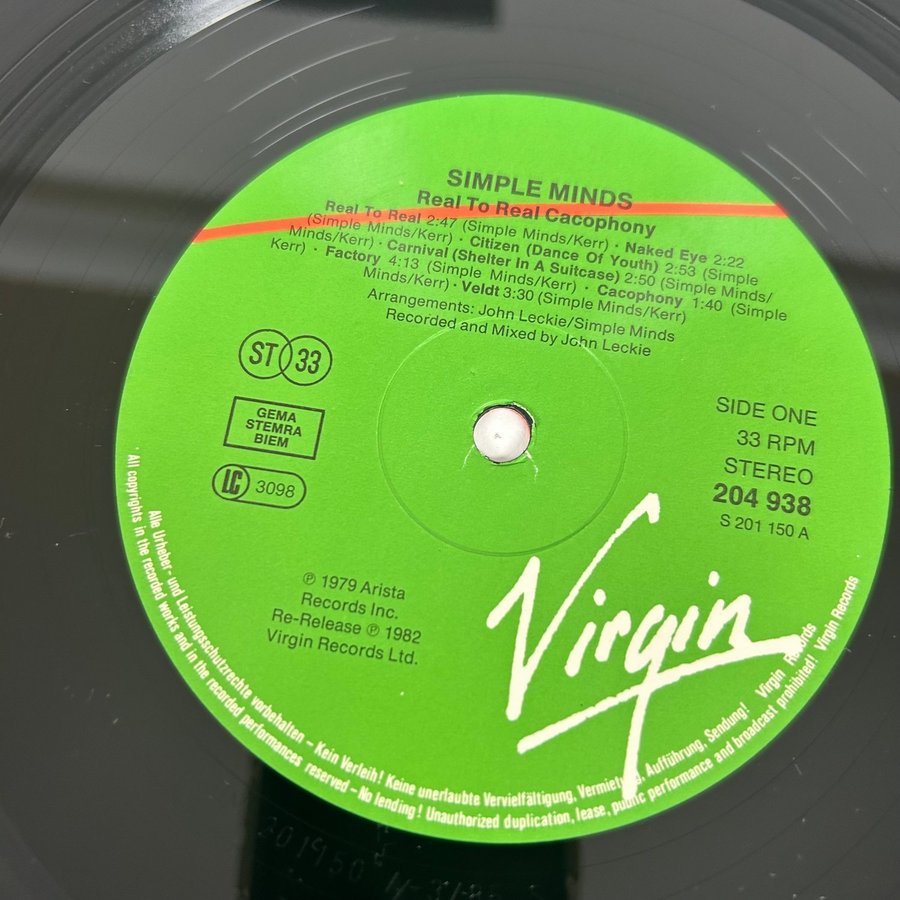 SIMPLE MINDS
Real To Real Cacophony
Real To Real 2:47 (Simple Minds/Kerr) · Naked Eye 2:22
(Simple Minds/Kerr) · Citizen (Dance Of Youth) 2:53 (Simple
Minds/Kerr) · Carnival (Shelter In A Suitcase) 2:50 (Simple Minds/
Kerr) · Factory 4:13 (Simple Minds/Kerr) · Cacophony 1:40 (Simple
Minds/Kerr) · Veldt 3:30 (Simple Minds/Kerr)
Arrangements: John Leckie/Simple Minds
Recorded and Mixed by John Leckie
ST 33
GEMA
STEMRA
BIEM
LC 3098
SIDE ONE
33 RPM
STEREO
204 938
S 201 150 A
℗ 1979 Arista
Records Inc.
Re-Release ℗ 1982
Virgin Records Ltd.
Virgin
Alle Urheber- und Leistungsschutzrechte vorbehalten – Kein Verleih! Keine unerlaubte Vervielfältigung, Vermietung, Aufführung, Sendung! Virgin Records
All copyrights in the recorded works and in the recorded performances reserved – No lending! Unauthorized duplication, lease, public performance and broadcast prohibited! Virgin Records